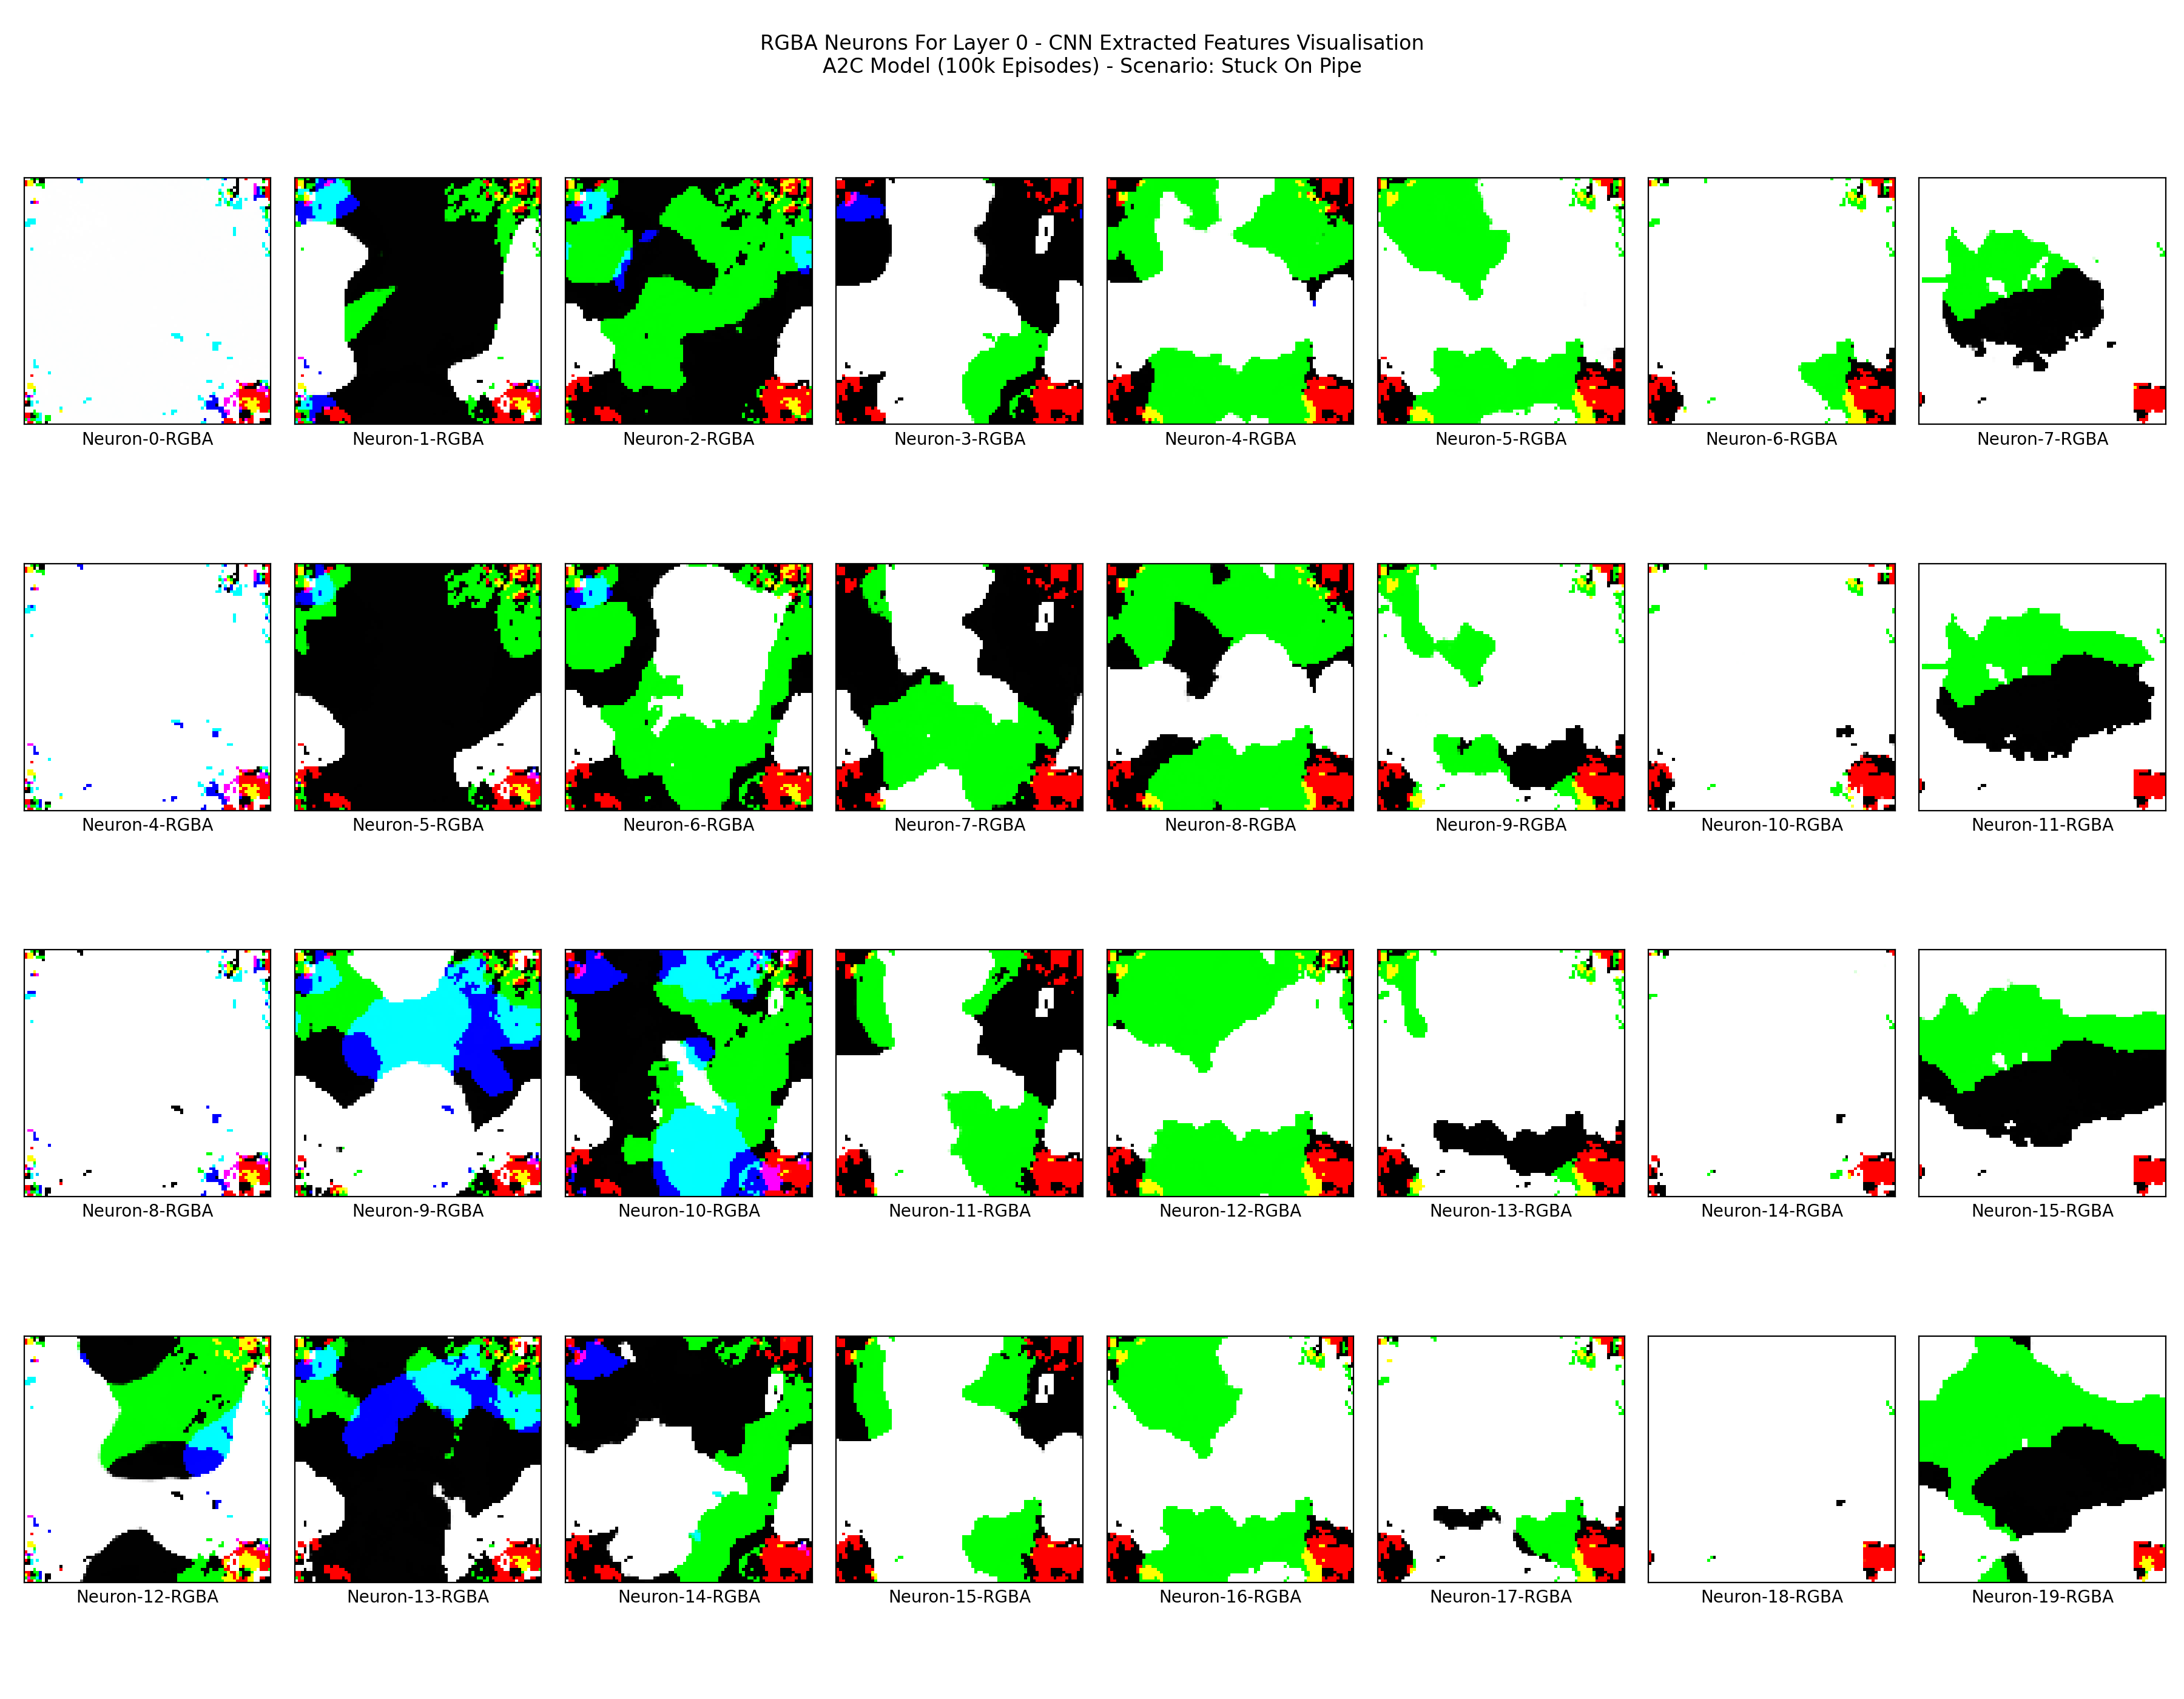 RGBA Neurons For Layer 0 - CNN Extracted Features Visualisation
A2C Model (100k Episodes) - Scenario: Stuck On Pipe
Neuron-0-RGBA
Neuron-1-RGBA
Neuron-2-RGBA
Neuron-3-RGBA
Neuron-4-RGBA
Neuron-5-RGBA
Neuron-6-RGBA
Neuron-7-RGBA
Neuron-4-RGBA
Neuron-5-RGBA
Neuron-6-RGBA
Neuron-7-RGBA
Neuron-8-RGBA
Neuron-9-RGBA
Neuron-10-RGBA
Neuron-11-RGBA
Neuron-8-RGBA
Neuron-9-RGBA
Neuron-10-RGBA
Neuron-11-RGBA
Neuron-12-RGBA
Neuron-13-RGBA
Neuron-14-RGBA
Neuron-15-RGBA
Neuron-12-RGBA
Neuron-13-RGBA
Neuron-14-RGBA
Neuron-15-RGBA
Neuron-16-RGBA
Neuron-17-RGBA
Neuron-18-RGBA
Neuron-19-RGBA